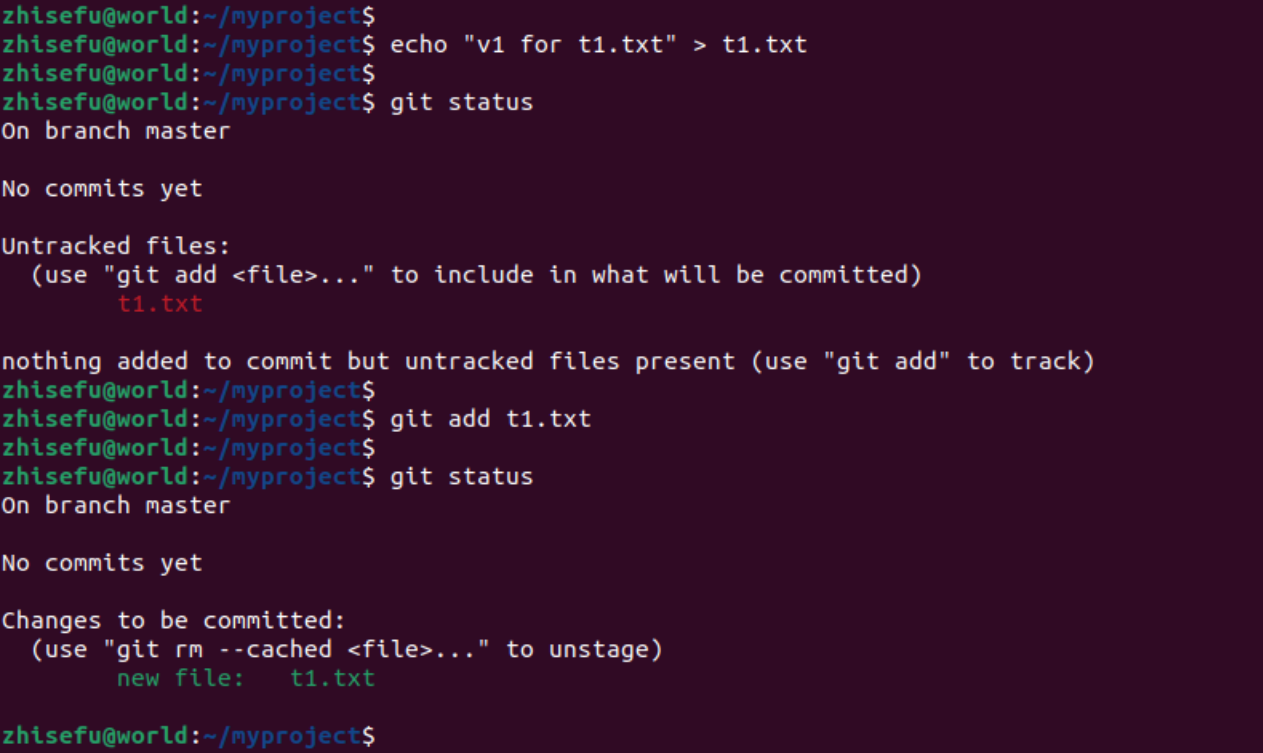 zhisefu@world:~/myproject$
zhisefu@world:~/myproject$ echo "v1 for t1.txt" > t1.txt
zhisefu@world:~/myproject$
zhisefu@world:~/myproject$ git status
On branch master

No commits yet

Untracked files:
  (use "git add <file>..." to include in what will be committed)
        t1.txt

nothing added to commit but untracked files present (use "git add" to track)
zhisefu@world:~/myproject$
zhisefu@world:~/myproject$ git add t1.txt
zhisefu@world:~/myproject$
zhisefu@world:~/myproject$ git status
On branch master

No commits yet

Changes to be committed:
  (use "git rm --cached <file>..." to unstage)
        new file:   t1.txt

zhisefu@world:~/myproject$